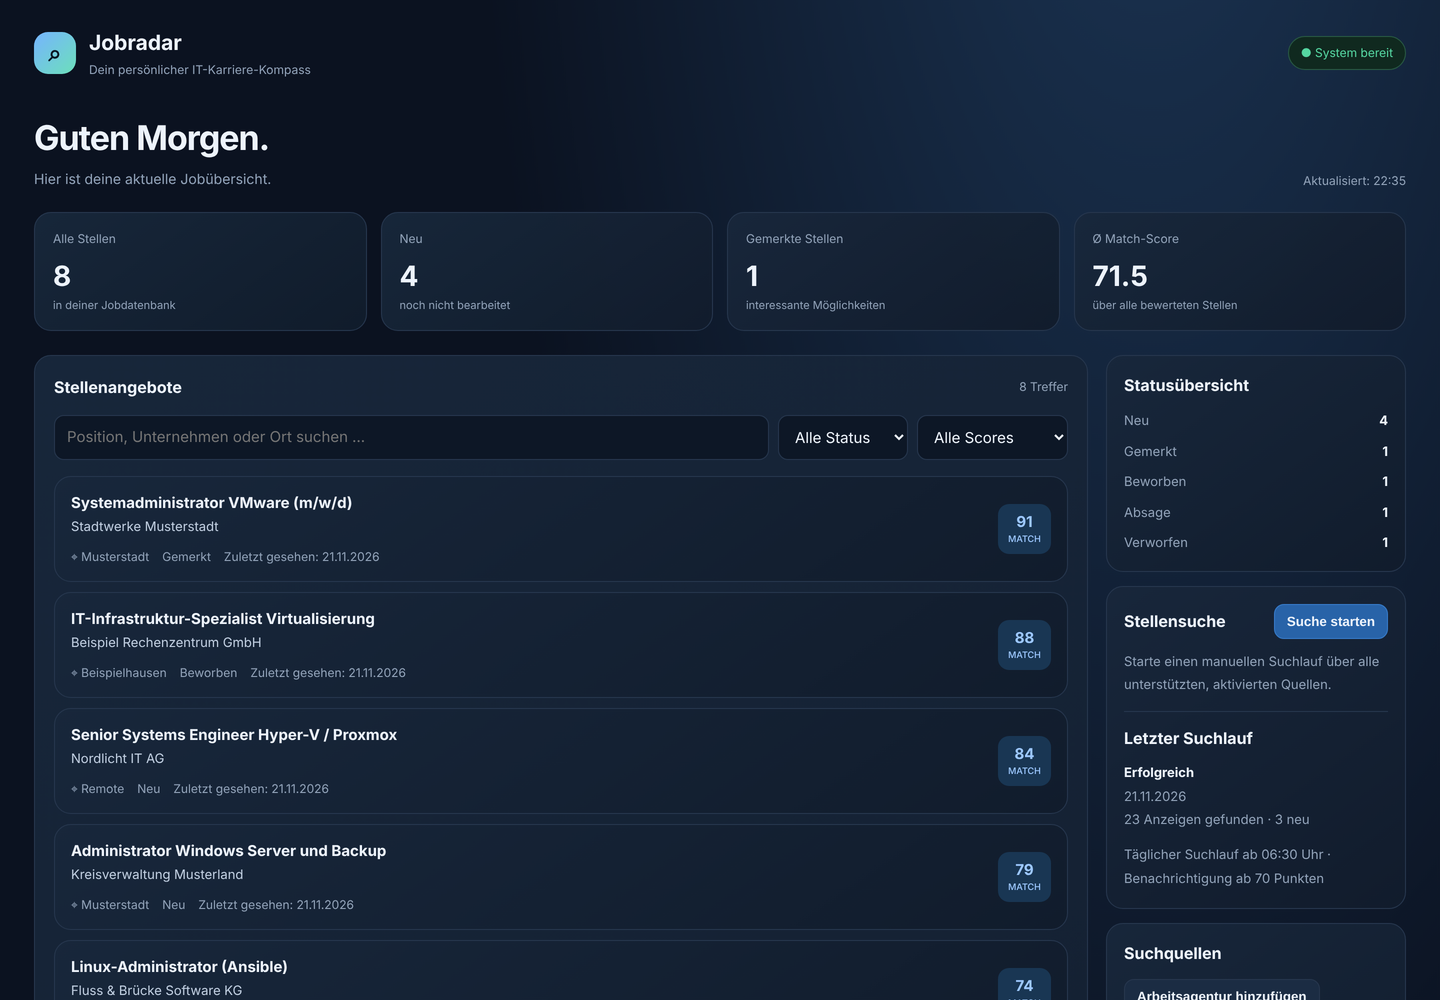 Jobradar
Dein persönlicher IT-Karriere-Kompass
System bereit
Guten Morgen.
Hier ist deine aktuelle Jobübersicht.
Aktualisiert: 22:35
Alle Stellen
8
in deiner Jobdatenbank
Neu
4
noch nicht bearbeitet
Gemerkte Stellen
1
interessante Möglichkeiten
Ø Match-Score
71.5
über alle bewerteten Stellen
Stellenangebote
8 Treffer
Position, Unternehmen oder Ort suchen ...
Alle Status
Alle Scores
Systemadministrator VMware (m/w/d)
Stadtwerke Musterstadt
Musterstadt Gemerkt Zuletzt gesehen: 21.11.2026
91
MATCH
IT-Infrastruktur-Spezialist Virtualisierung
Beispiel Rechenzentrum GmbH
Beispielhausen Beworben Zuletzt gesehen: 21.11.2026
88
MATCH
Senior Systems Engineer Hyper-V / Proxmox
Nordlicht IT AG
Remote Neu Zuletzt gesehen: 21.11.2026
84
MATCH
Administrator Windows Server und Backup
Kreisverwaltung Musterland
Musterstadt Neu Zuletzt gesehen: 21.11.2026
79
MATCH
Linux-Administrator (Ansible)
Fluss & Brücke Software KG
74
Statusübersicht
Neu 4
Gemerkt 1
Beworben 1
Absage 1
Verworfen 1
Stellensuche
Suche starten
Starte einen manuellen Suchlauf über alle
unterstützten, aktivierten Quellen.
Letzter Suchlauf
Erfolgreich
21.11.2026
23 Anzeigen gefunden · 3 neu
Täglicher Suchlauf ab 06:30 Uhr ·
Benachrichtigung ab 70 Punkten
Suchquellen
Arbeitsagentur hinzufügen